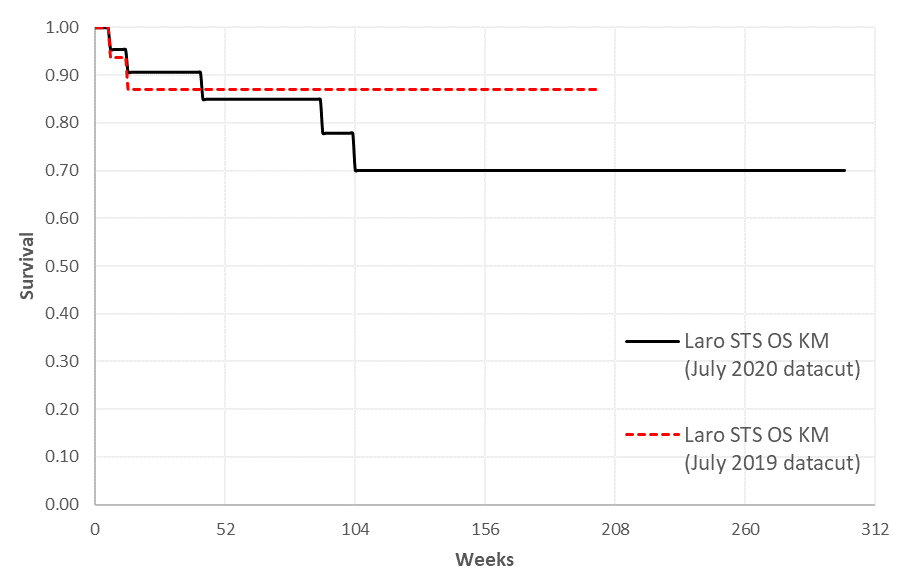 1.00
0.90
0.80
0.70
0.60
0.50
0.40
0.30
0.20
0.10
0.00
Survival
0 52 104 156 208 260 312
Weeks
Laro STS OS KM
(July 2020 datacut)
Laro STS OS KM
(July 2019 datacut)